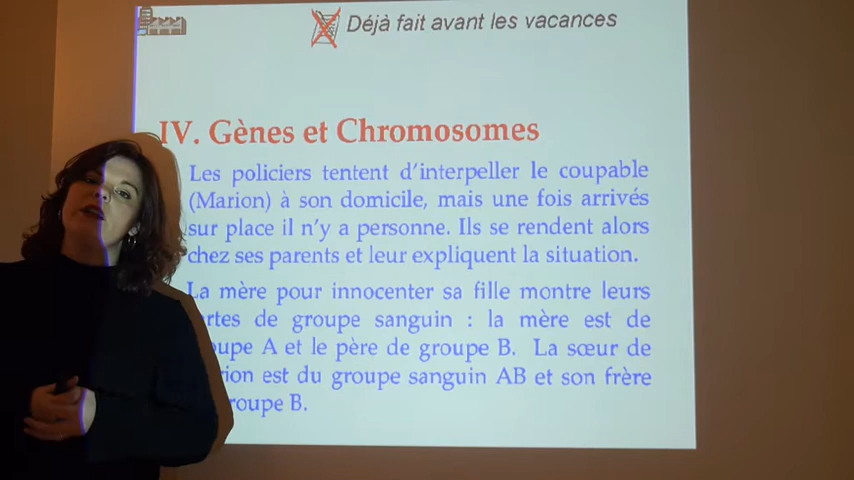 Déjà fait avant les vacances
IV. Gènes et Chromosomes
Les policiers tentent d'interpeller le coupable
(Marion) à son domicile, mais une fois arrivés
sur place il n'y a personne. Ils se rendent alors
chez ses parents et leur expliquent la situation.
La mère pour innocenter sa fille montre leurs
rtes de groupe sanguin : la mère est de
oupe A et le père de groupe B. La sœur de
rion est du groupe sanguin AB et son frère
roupe B.